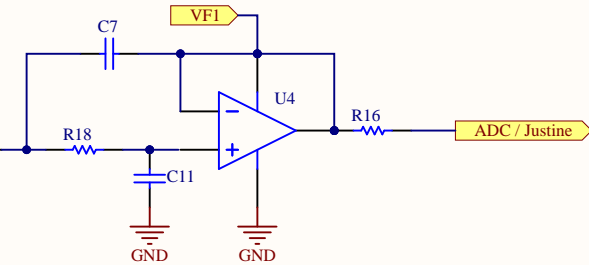 VF1
C7
U4
R16
ADC / Justine
R18
C11
GND
GND